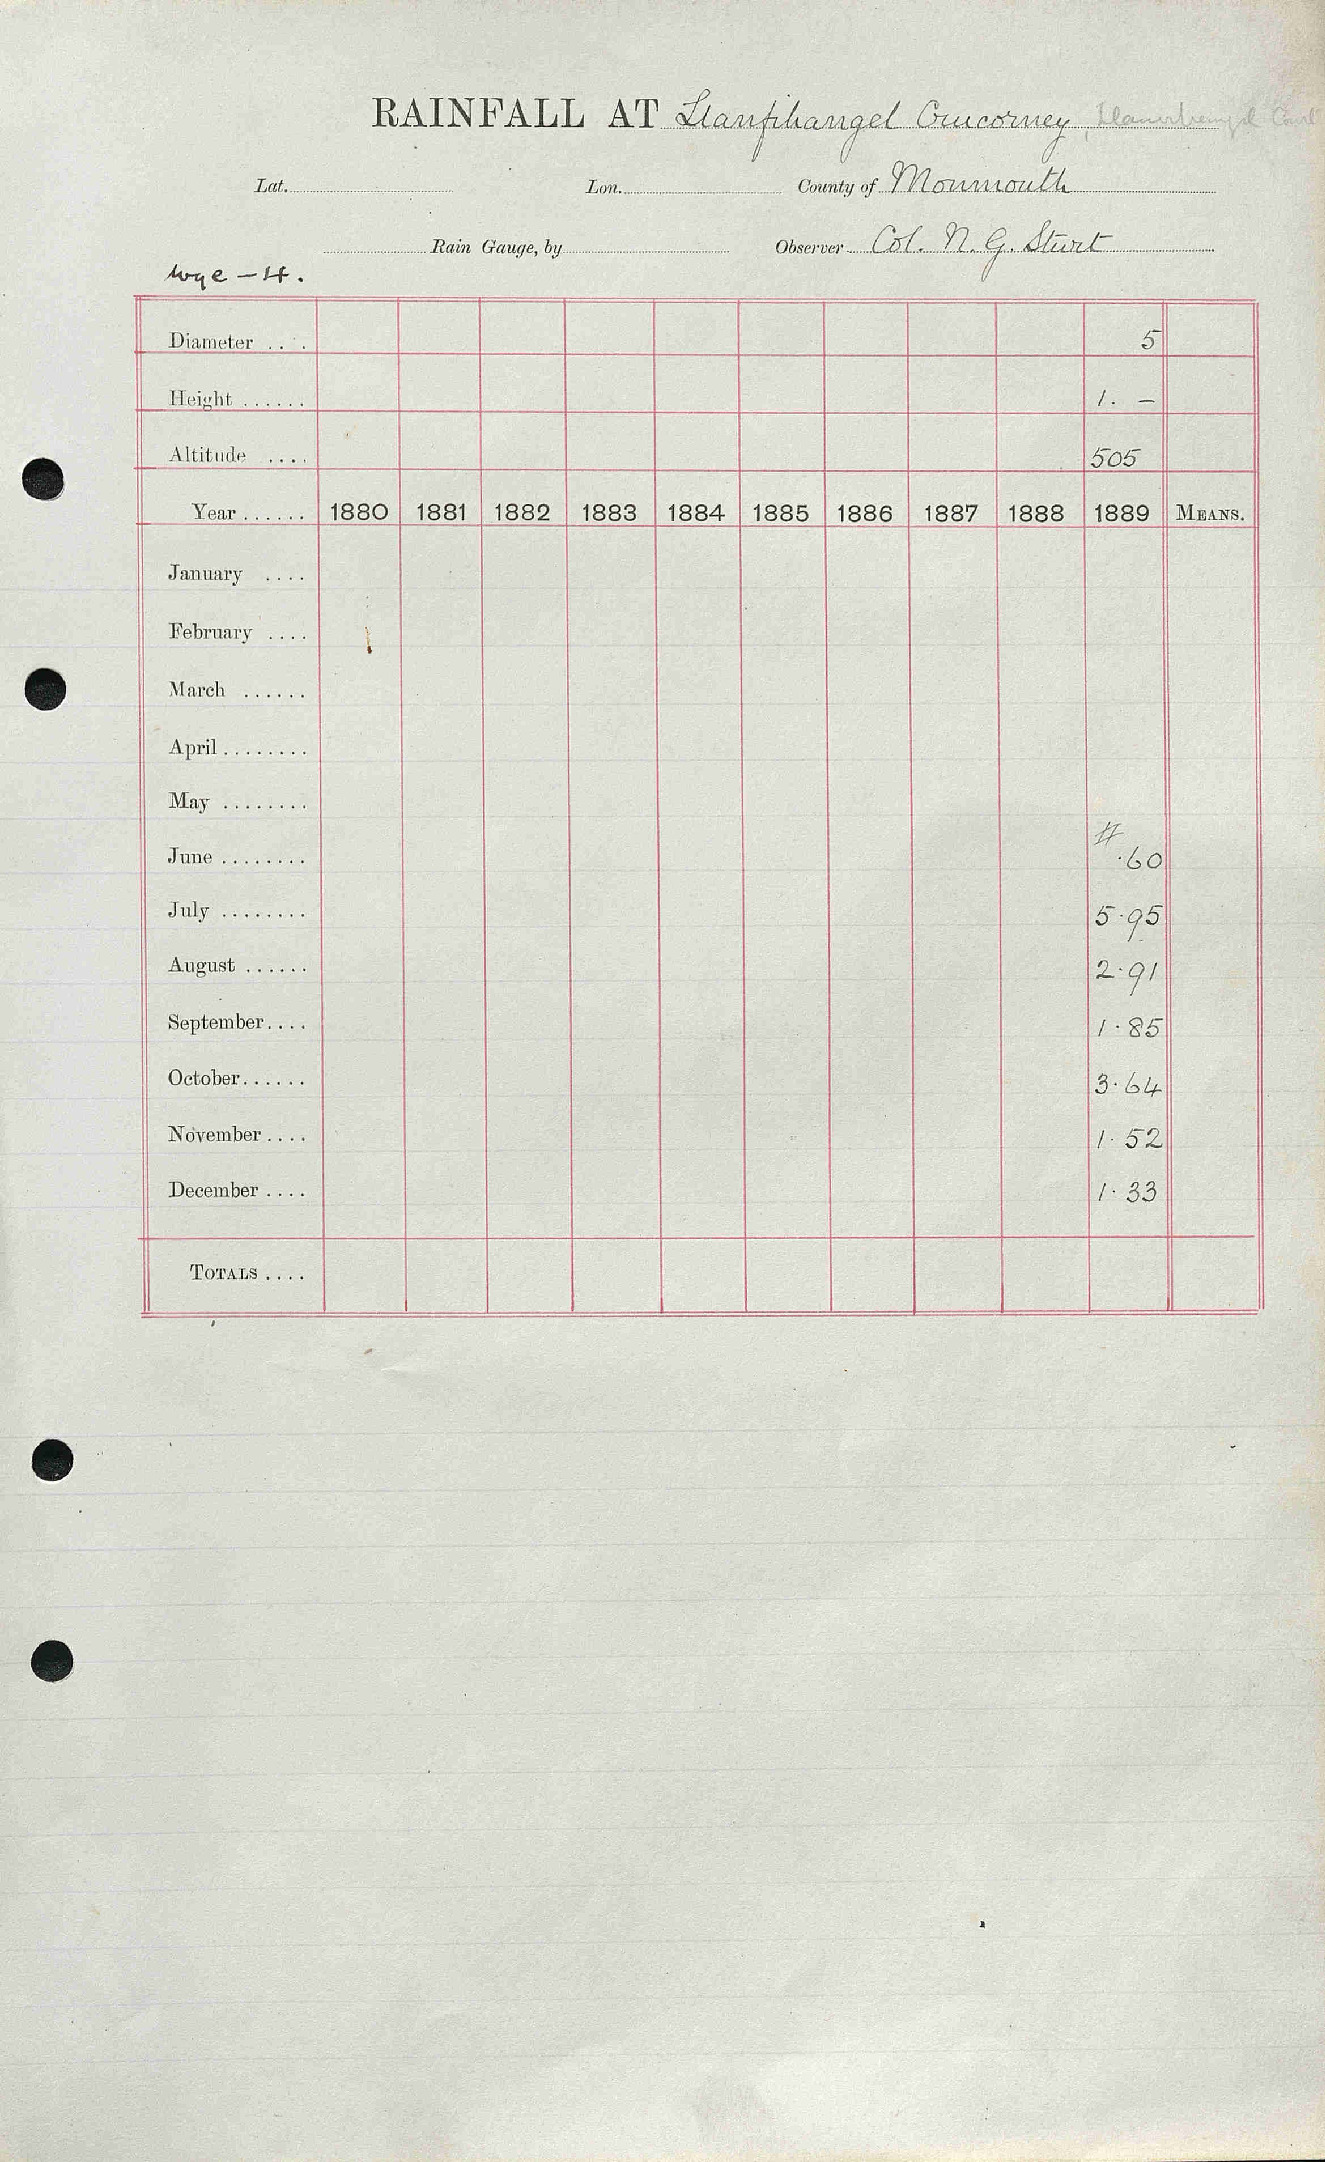 RAINFALL AT Llanfihangel Crucorney,
Lat. Lon. County of Monmouth
Rain Gauge, by Observer Col. N. G. Sturt
Wye - 4.
Diameter .... 5
Height ...... 1. -
Altitude .... 505
Year ...... 1880 1881 1882 1883 1884 1885 1886 1887 1888 1889 MEANS.
January ....
February ....
March ......
April ........
May ........
#
June ........ ·60
July ........ 5·95
August ...... 2·91
September.... 1·85
October...... 3·64
November .... 1·52
December .... 1·33
TOTALS ....